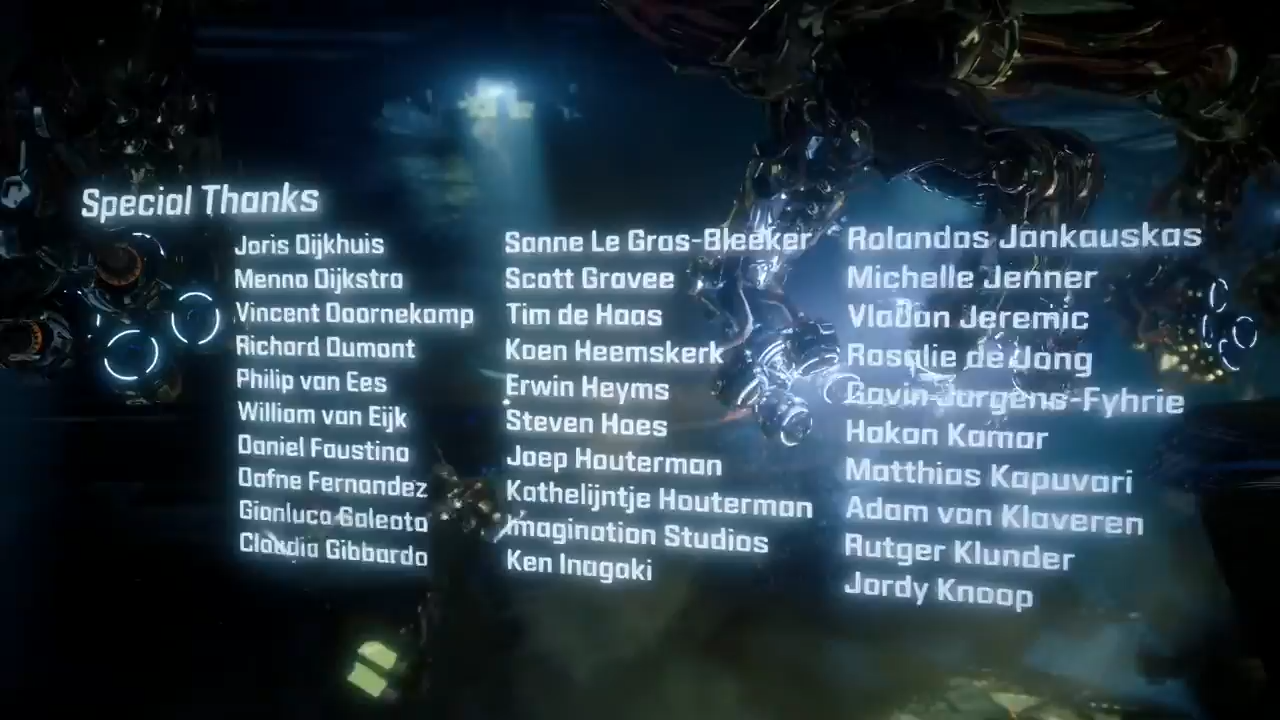 Special Thanks
Joris Dijkhuis
Menno Dijkstra
Vincent Doornekamp
Richard Dumont
Philip van Ees
William van Eijk
Daniel Faustino
Dafne Fernandez
Gianluca Galeata
Claudia Gibbardo
Sanne Le Gras-Bleeker
Scott Gravee
Tim de Haas
Koen Heemskerk
Erwin Heyms
Steven Hoes
Joep Houterman
Kathelijntje Houterman
Imagination Studios
Ken Inagaki
Rolandas Jankauskas
Michelle Jenner
Vladan Jeremic
Rosalie de Jong
Gavin Jurgens-Fyhrie
Hakan Kamar
Matthias Kapuvari
Adam van Klaveren
Rutger Klunder
Jordy Knoop